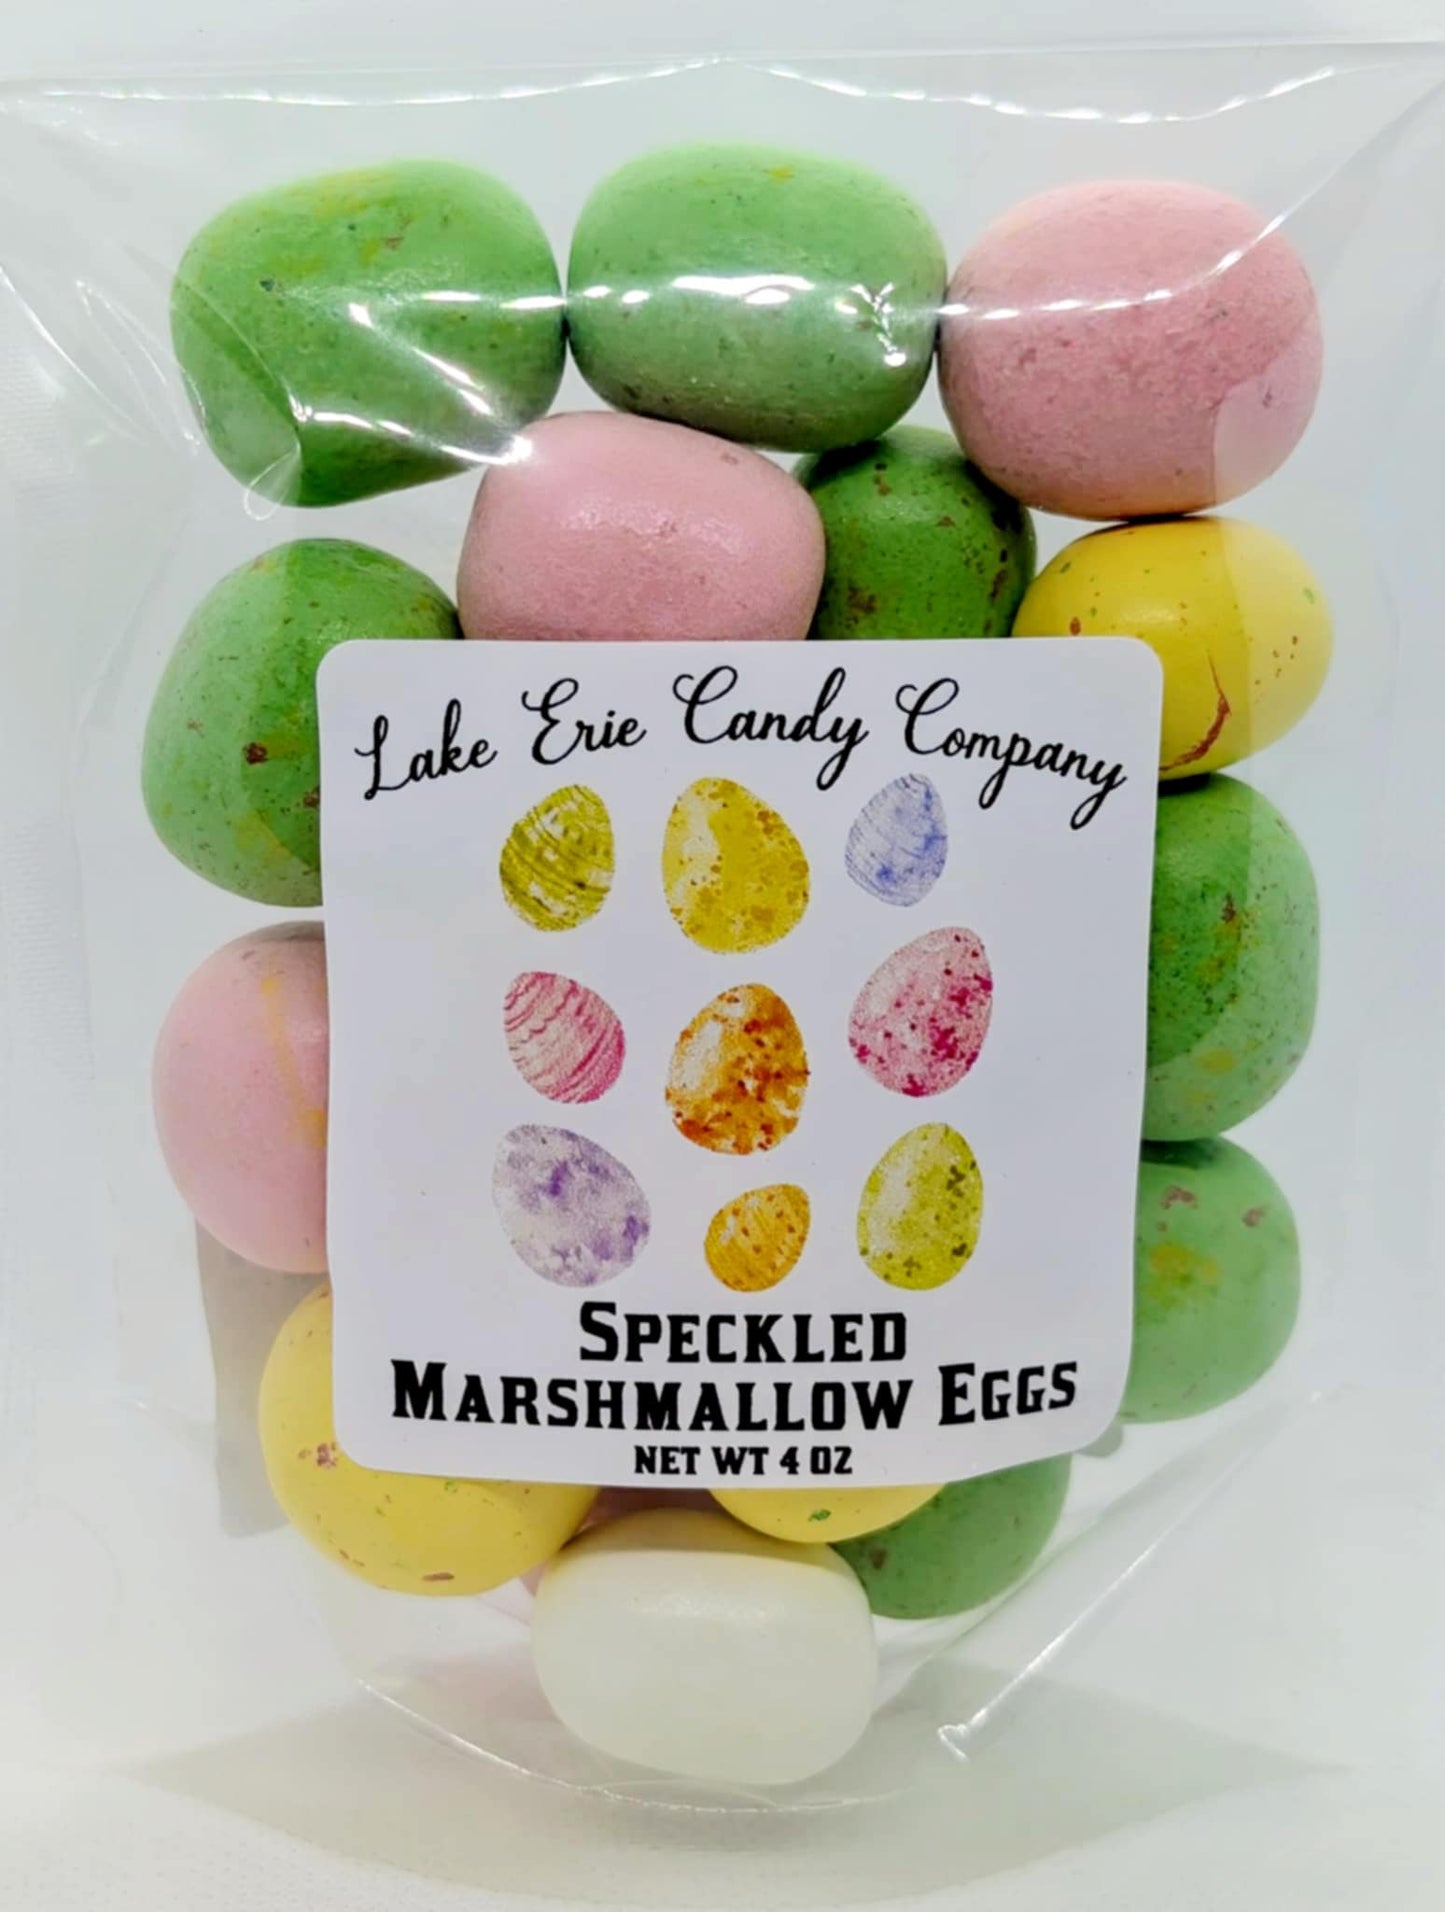 Lake Erie Candy Company
SPECKLED
MARSHMALLOW EGGS
NET WT 4 OZ